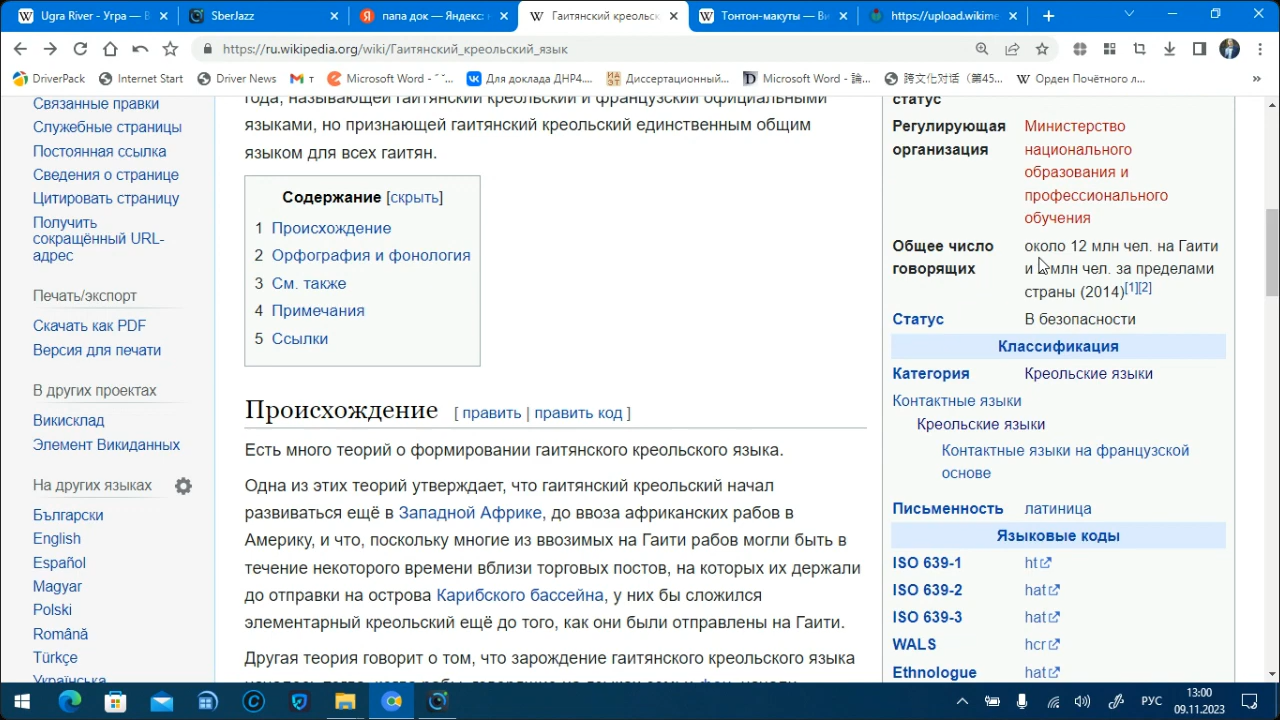 Ugra River - Угра — В
SberJazz
папа док — Яндекс: н
Гаитянский креольск
Тонтон-макуты — Ви
https://upload.wikime
https://ru.wikipedia.org/wiki/Гаитянский_креольский_язык
DriverPack
Internet Start
Driver News
т
Microsoft Word - ˆˆ...
Для доклада ДНР4....
Диссертационный...
Microsoft Word - 論...
跨文化对话（第45...
Орден Почётного л...
»
Связанные правки
Служебные страницы
Постоянная ссылка
Сведения о странице
Цитировать страницу
Получить
сокращённый URL-
адрес
Печать/экспорт
Скачать как PDF
Версия для печати
В других проектах
Викисклад
Элемент Викиданных
На других языках
Български
English
Español
Magyar
Polski
Română
Türkçe
Українська
года, называющей гаитянский креольский и французский официальными
языками, но признающей гаитянский креольский единственным общим
языком для всех гаитян.
Содержание [скрыть]
1 Происхождение
2 Орфография и фонология
3 См. также
4 Примечания
5 Ссылки
Происхождение [ править | править код ]
Есть много теорий о формировании гаитянского креольского языка.
Одна из этих теорий утверждает, что гаитянский креольский начал
развиваться ещё в Западной Африке, до ввоза африканских рабов в
Америку, и что, поскольку многие из ввозимых на Гаити рабов могли быть в
течение некоторого времени вблизи торговых постов, на которых их держали
до отправки на острова Карибского бассейна, у них бы сложился
элементарный креольский ещё до того, как они были отправлены на Гаити.
Другая теория говорит о том, что зарождение гаитянского креольского языка
статус
Регулирующая организация
Министерство
национального
образования и
профессионального
обучения
Общее число говорящих
около 12 млн чел. на Гаити
и млн чел. за пределами
страны (2014)[1][2]
Статус В безопасности
Классификация
Категория Креольские языки
Контактные языки
Креольские языки
Контактные языки на французской
основе
Письменность латиница
Языковые коды
ISO 639-1 ht
ISO 639-2 hat
ISO 639-3 hat
WALS hcr
Ethnologue hat
РУС
13:00
09.11.2023